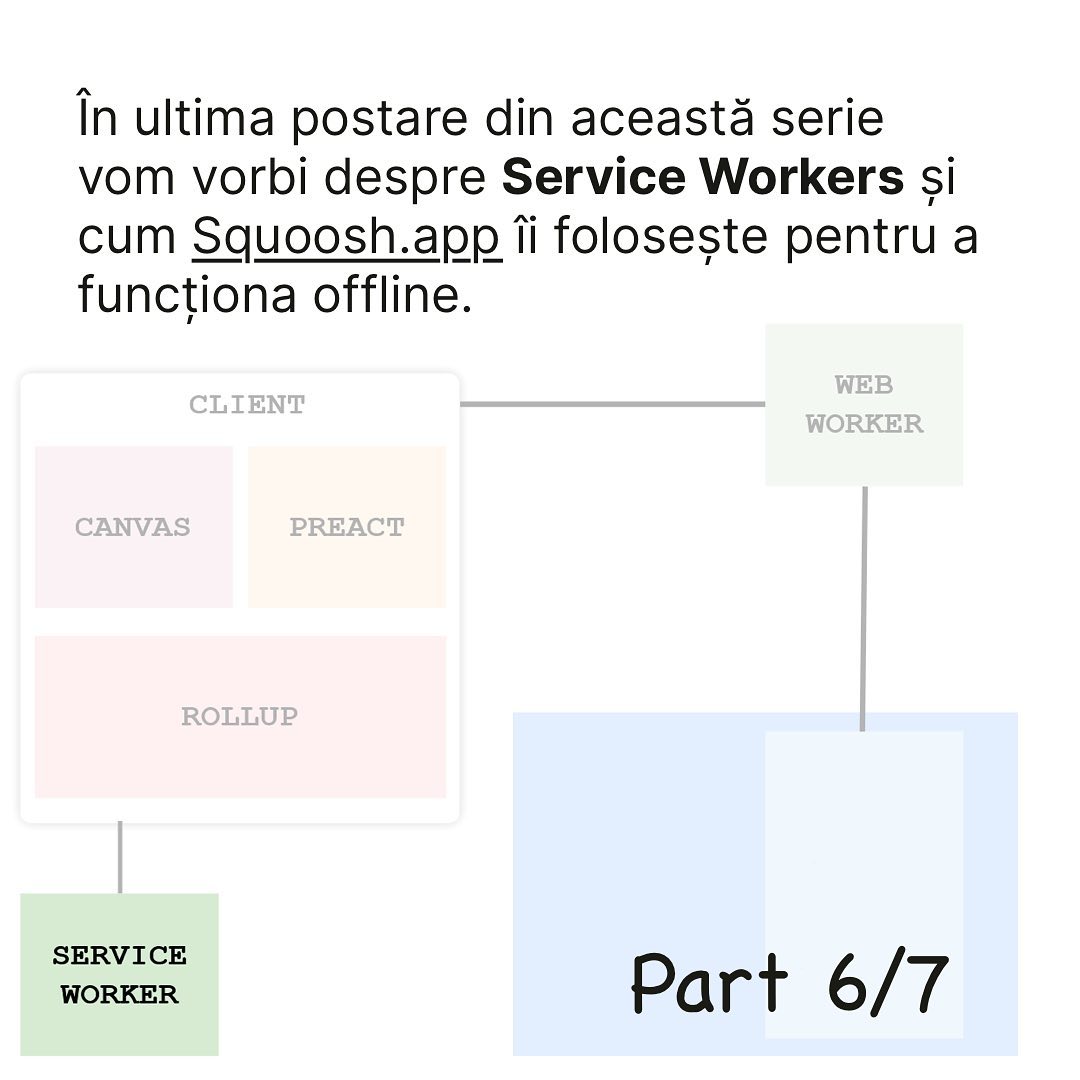 În ultima postare din această serie
vom vorbi despre Service Workers și
cum Squoosh.app îi folosește pentru a
funcționa offline.
CLIENT
WEB
WORKER
CANVAS
PREACT
ROLLUP
SERVICE
WORKER
Part 6/7